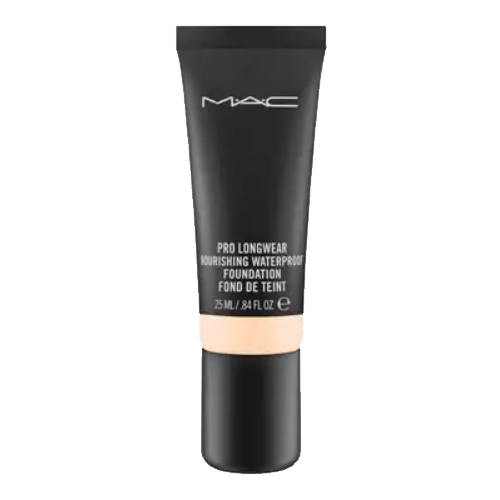 MAC
PRO LONGWEAR
NOURISHING WATERPROOF
FOUNDATION
FOND DE TEINT
25 ML / .84 FL OZ ℮